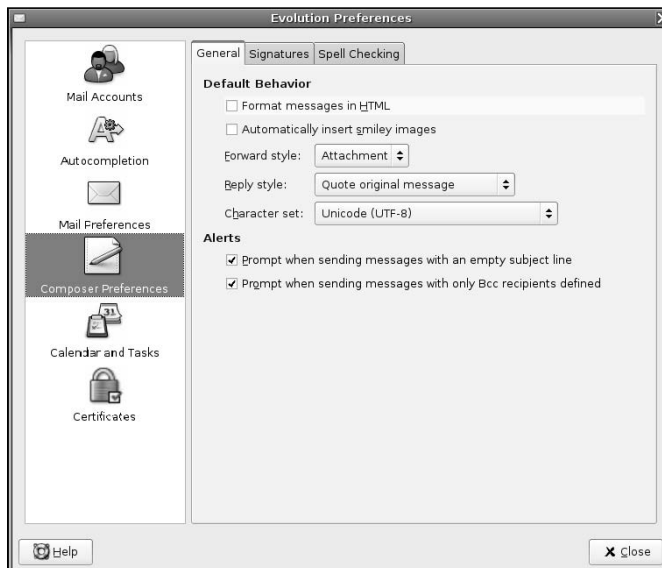 Evolution Preferences
Mail Accounts
Autocompletion
Mail Preferences
Composer Preferences
31
Calendar and Tasks
Certificates
General Signatures Spell Checking
Default Behavior
Format messages in HTML
Automatically insert smiley images
Forward style: Attachment
Reply style: Quote original message
Character set: Unicode (UTF-8)
Alerts
Prompt when sending messages with an empty subject line
Prompt when sending messages with only Bcc recipients defined
Help
Close